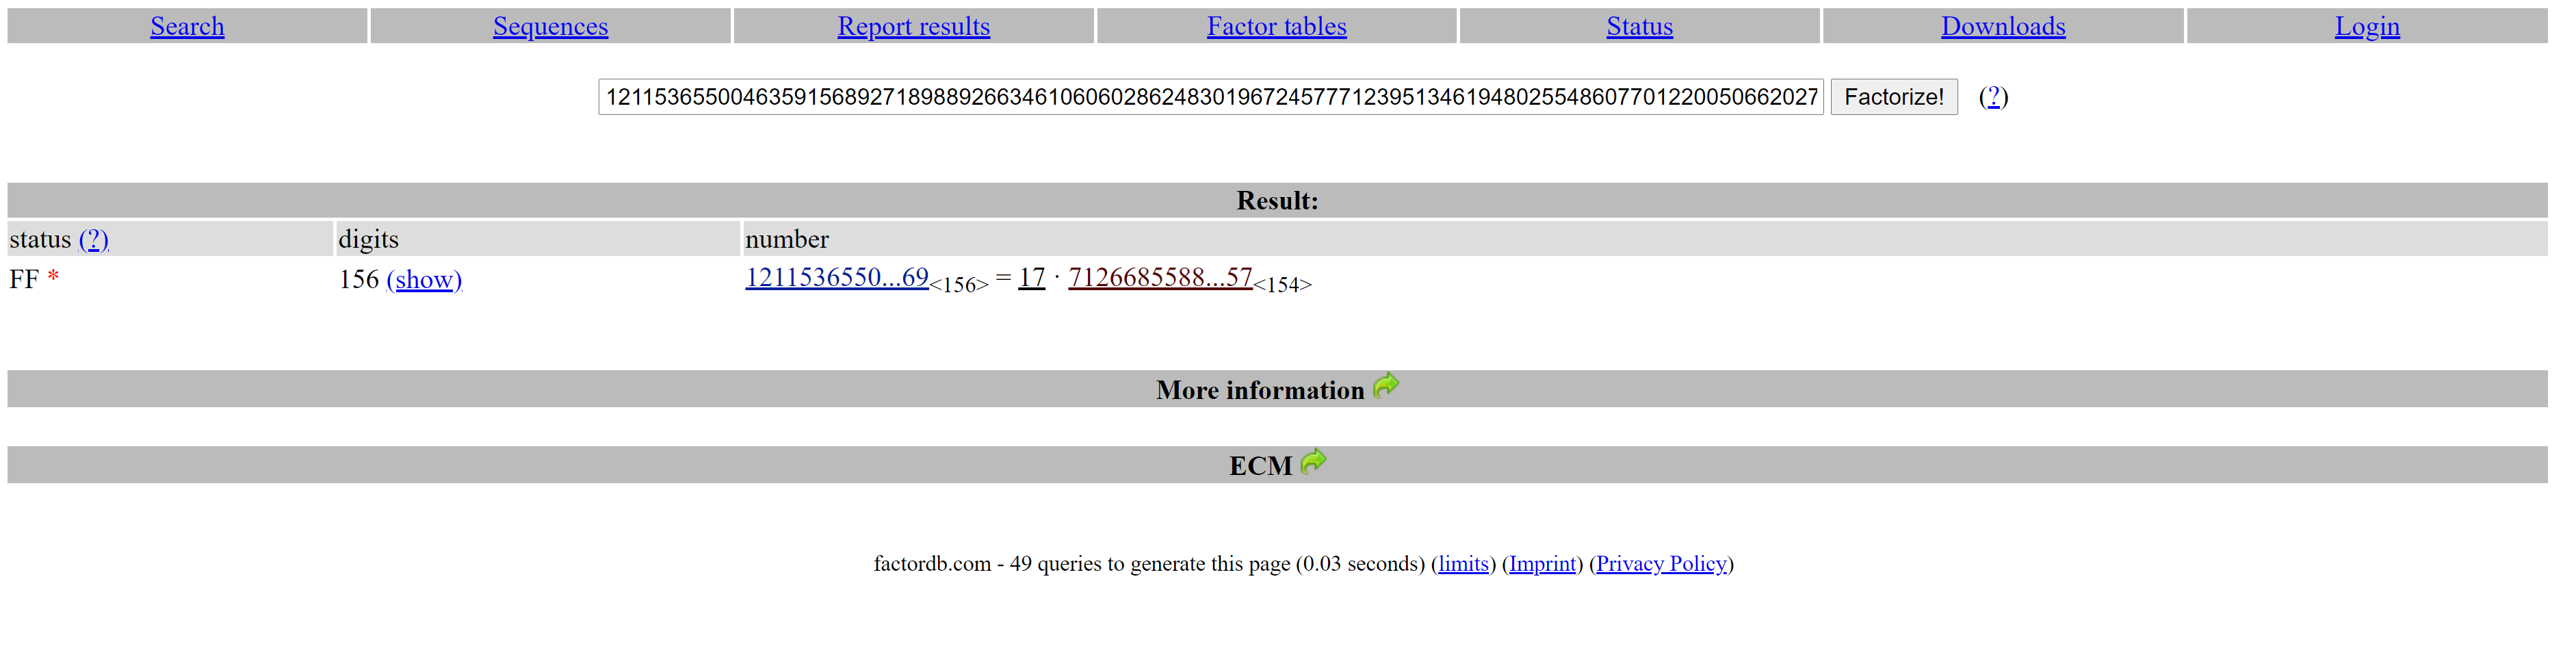 Search Sequences Report results Factor tables Status Downloads Login
121153655004635915689271898892663461060602862483019672457771239513461948025548607701220050662027 Factorize! (?)
Result:
status (?) digits number
FF * 156 (show) 1211536550...69<156> = 17 · 7126685588...57<154>
More information
ECM
factordb.com - 49 queries to generate this page (0.03 seconds) (limits) (Imprint) (Privacy Policy)